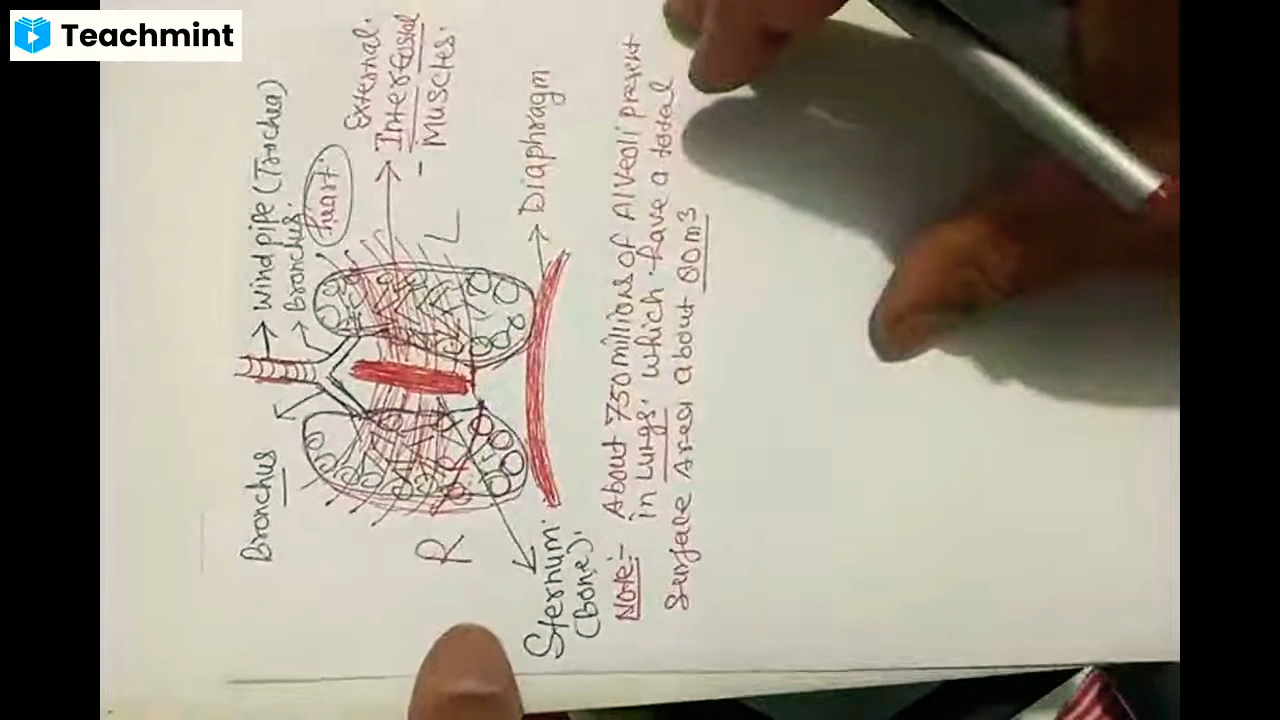 Teachmint
Wind pipe (Trachea)
Bronchus.
heart.
External.
Intercostal
- Muscles.
Bronchus
R
L
Diaphragm
Sternum.
(bone).
Note:- About 750 millions of Alveoli present
in Lungs. which have a total
Surface Area about 80m3